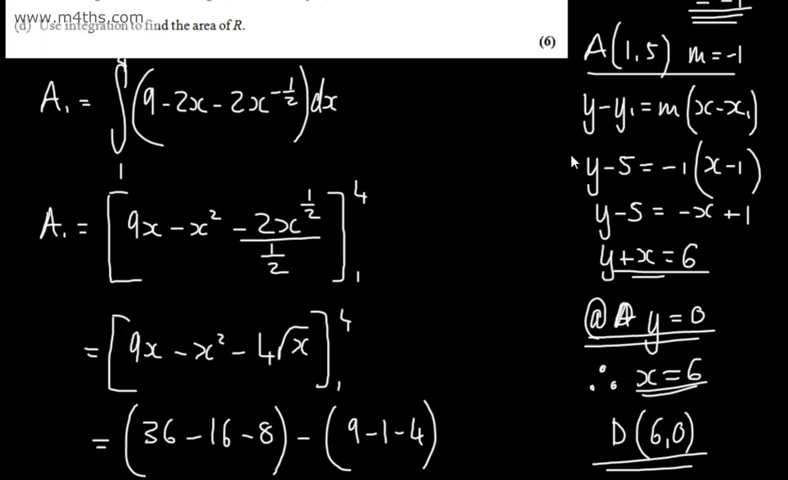 www.m4ths.com
(d) Use integration to find the area of R.
(6)
A₁ = ∫₁⁴ (9 - 2x - 2x^(-1/2)) dx
A₁ = [9x - x² - 2x^(1/2) / (1/2)]₁⁴
= [9x - x² - 4√x]₁⁴
= (36 - 16 - 8) - (9 - 1 - 4)
= -1
A(1,5) m = -1
y - y₁ = m(x - x₁)
y - 5 = -1(x - 1)
y - 5 = -x + 1
y + x = 6
@ y = 0
∴ x = 6
D(6,0)